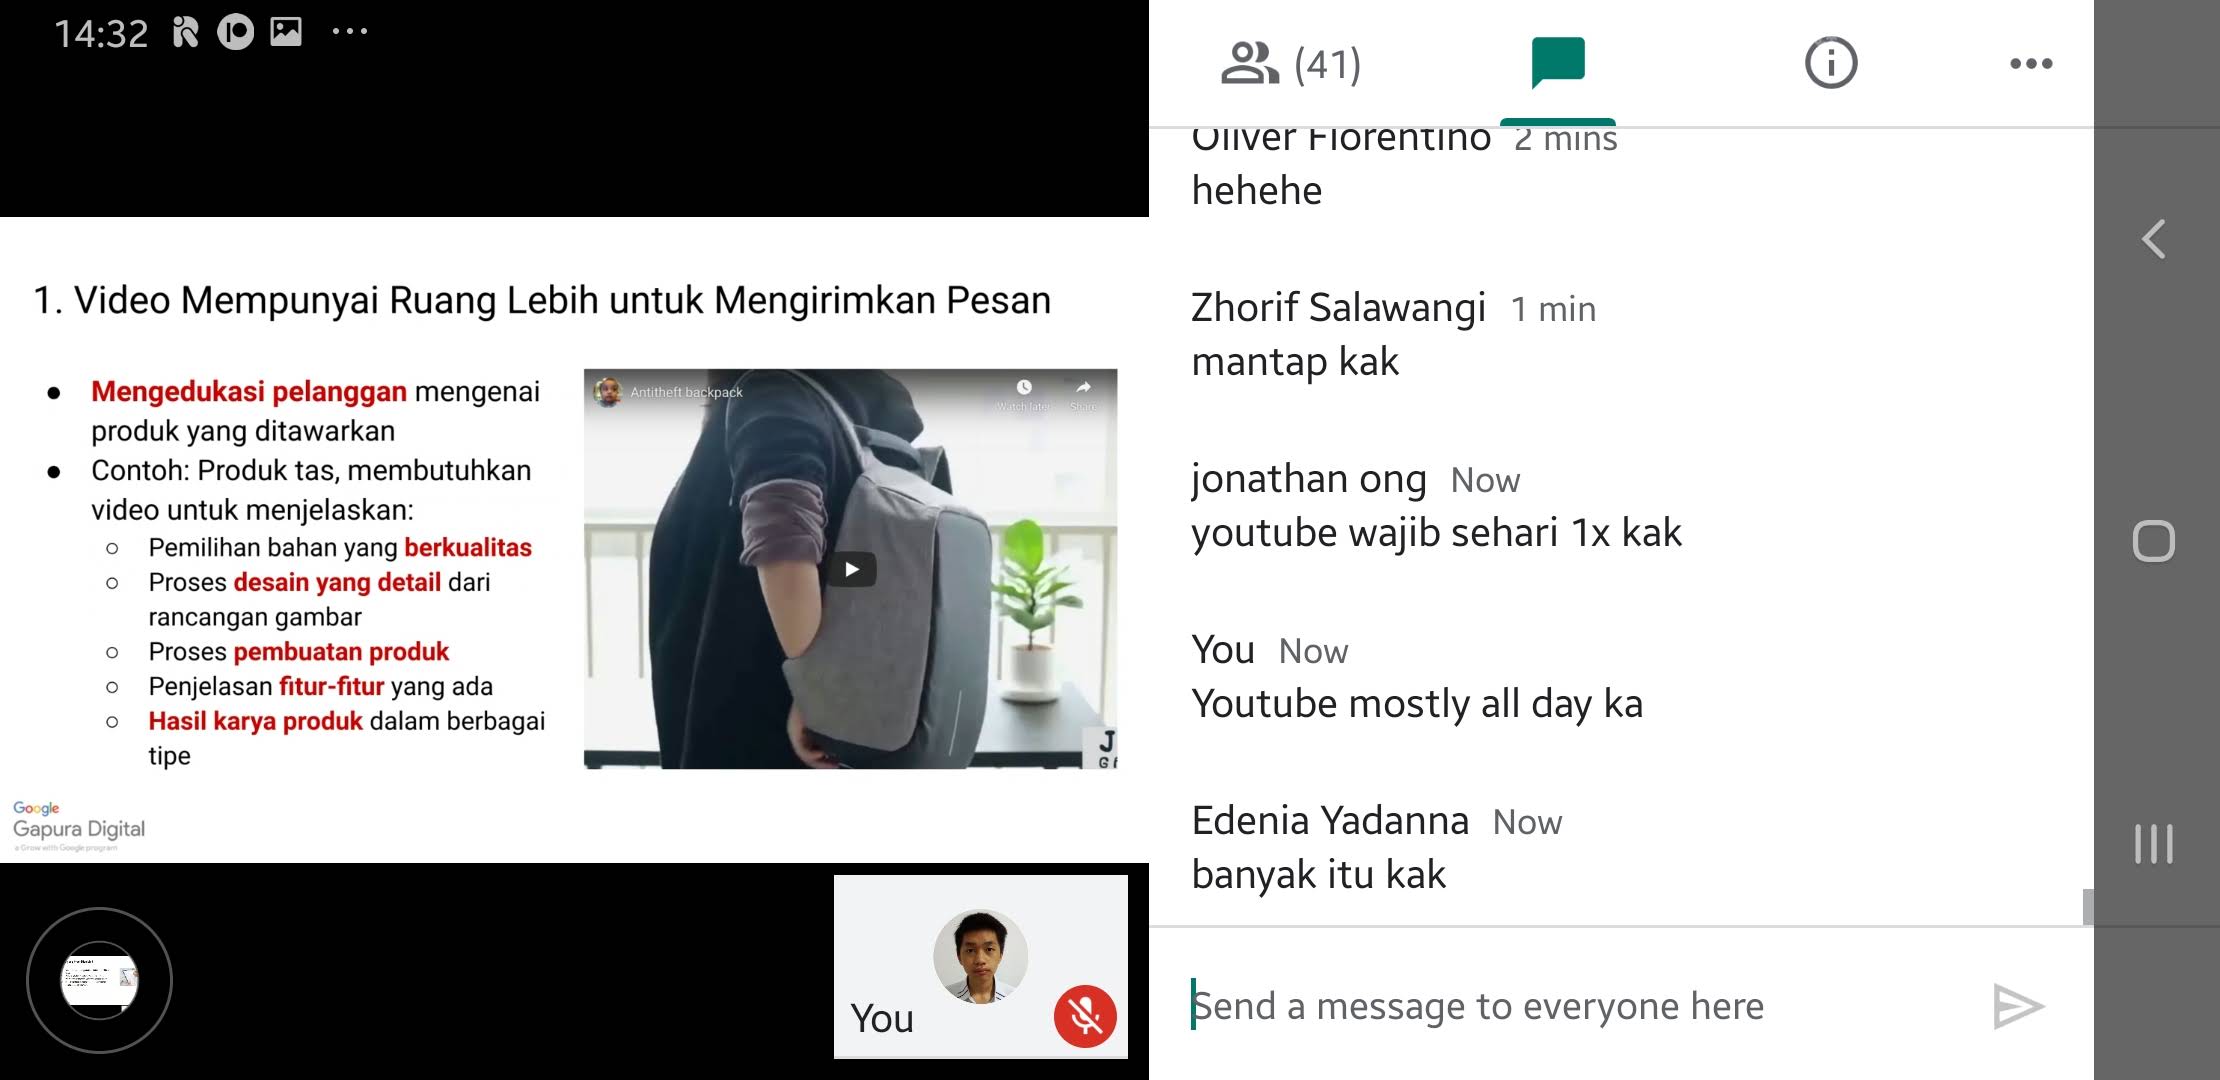 14:32
1. Video Mempunyai Ruang Lebih untuk Mengirimkan Pesan
● Mengedukasi pelanggan mengenai
produk yang ditawarkan
● Contoh: Produk tas, membutuhkan
video untuk menjelaskan:
○ Pemilihan bahan yang berkualitas
○ Proses desain yang detail dari
rancangan gambar
○ Proses pembuatan produk
○ Penjelasan fitur-fitur yang ada
○ Hasil karya produk dalam berbagai
tipe
Antitheft backpack
Watch later
Share
Google
Gapura Digital
a Grow with Google program
You
(41)
Oliver Florentino 2 mins
hehehe
Zhorif Salawangi 1 min
mantap kak
jonathan ong Now
youtube wajib sehari 1x kak
You Now
Youtube mostly all day ka
Edenia Yadanna Now
banyak itu kak
Send a message to everyone here